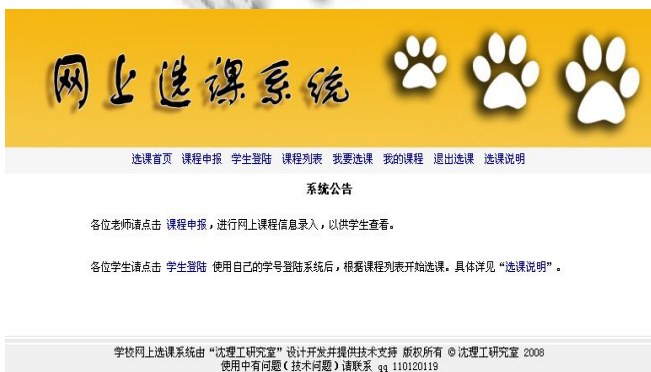 网上选课系统
选课首页 课程申报 学生登陆 课程列表 我要选课 我的课程 退出选课 选课说明
系统公告
各位老师请点击 课程申报，进行网上课程信息录入，以供学生查看。
各位学生请点击 学生登陆 使用自己的学号登陆系统后，根据课程列表开始选课。具体详见“选课说明”。
学校网上选课系统由“沈理工研究室”设计开发并提供技术支持 版权所有 ©沈理工研究室 2008
使用中有问题(技术问题)请联系 qq 110120119